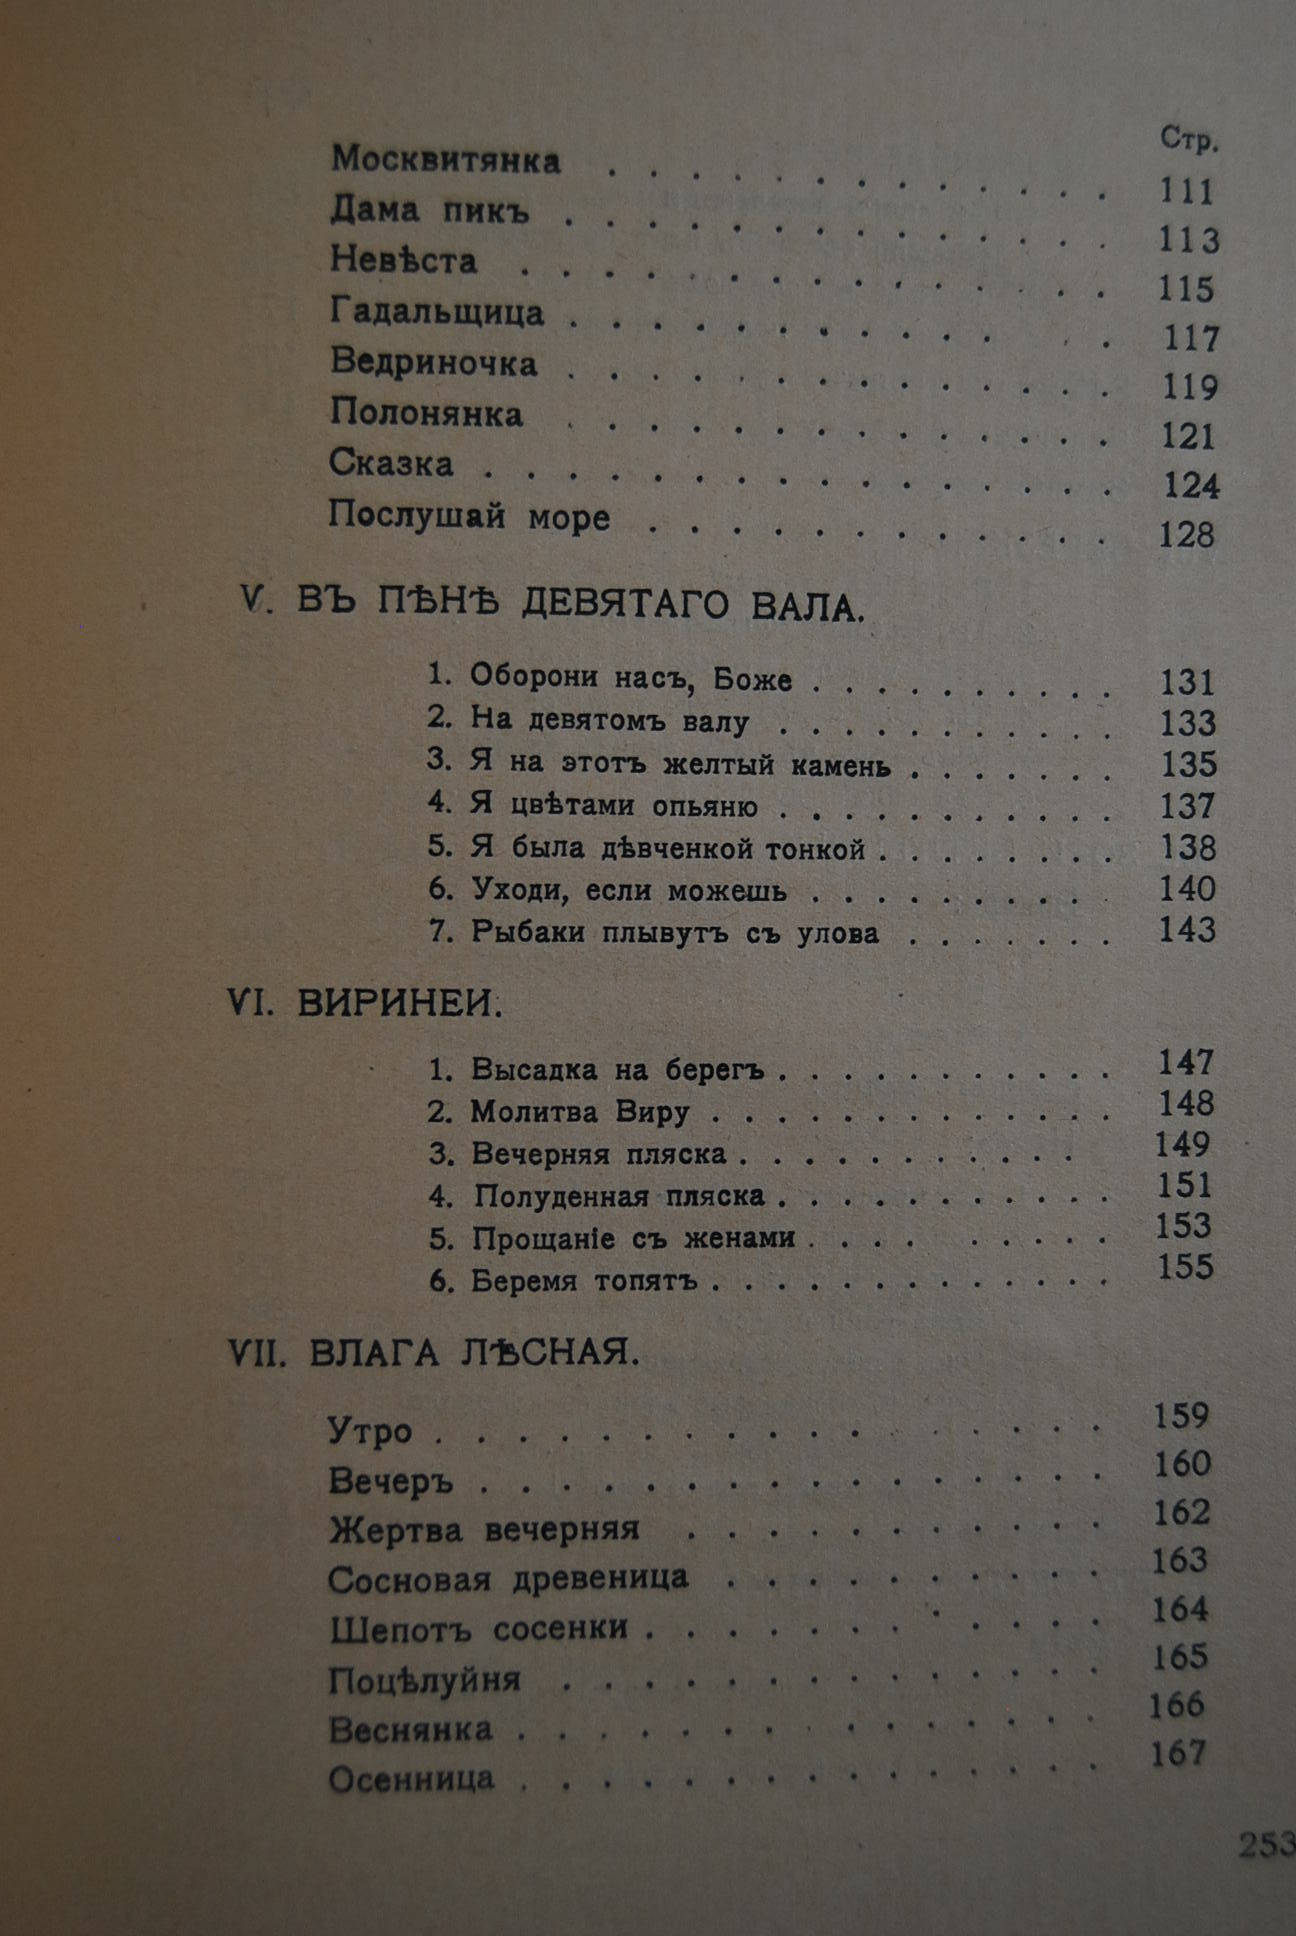 Стр.
Москвитянка . . . . . . . . . . . . . 111
Дама пикъ . . . . . . . . . . . . . . 113
Невѣста . . . . . . . . . . . . . . . 115
Гадальщица . . . . . . . . . . . . . 117
Ведриночка . . . . . . . . . . . . . . 119
Полонянка . . . . . . . . . . . . . . 121
Сказка . . . . . . . . . . . . . . . . 124
Послушай море . . . . . . . . . . . . 128
V. ВЪ ПѢНѢ ДЕВЯТАГО ВАЛА.
1. Оборони насъ, Боже . . . . . . . . . . 131
2. На девятомъ валу . . . . . . . . . . . 133
3. Я на этотъ желтый камень . . . . . . . 135
4. Я цвѣтами опьяню . . . . . . . . . . . 137
5. Я была дѣвченкой тонкой . . . . . . . . 138
6. Уходи, если можешь . . . . . . . . . . 140
7. Рыбаки плывутъ съ улова . . . . . . . 143
VI. ВИРИНЕИ.
1. Высадка на берегъ . . . . . . . . . . . 147
2. Молитва Виру . . . . . . . . . . . . . 148
3. Вечерняя пляска . . . . . . . . . . . 149
4. Полуденная пляска . . . . . . . . . . . 151
5. Прощаніе съ женами . . . . . . . . . 153
6. Беремя топятъ . . . . . . . . . . . . . 155
VII. ВЛАГА ЛѢСНАЯ.
Утро . . . . . . . . . . . . . . . . 159
Вечеръ . . . . . . . . . . . . . . . . 160
Жертва вечерняя . . . . . . . . . . . 162
Сосновая древеница . . . . . . . . . . 163
Шепотъ сосенки . . . . . . . . . . . 164
Поцѣлуйня . . . . . . . . . . . . . . 165
Веснянка . . . . . . . . . . . . . . . 166
Осенница . . . . . . . . . . . . . . . 167
253